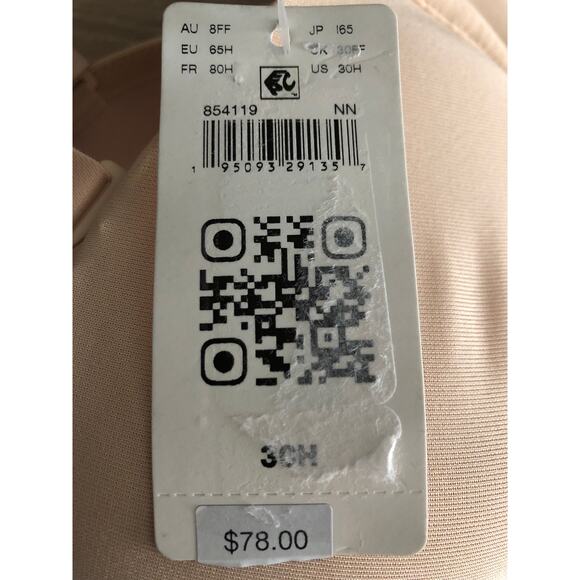 AU 8FF JP I65
EU 65H UK 30FF
FR 80H US 30H
854119 NN
1 95093 29135 7
30H
$78.00